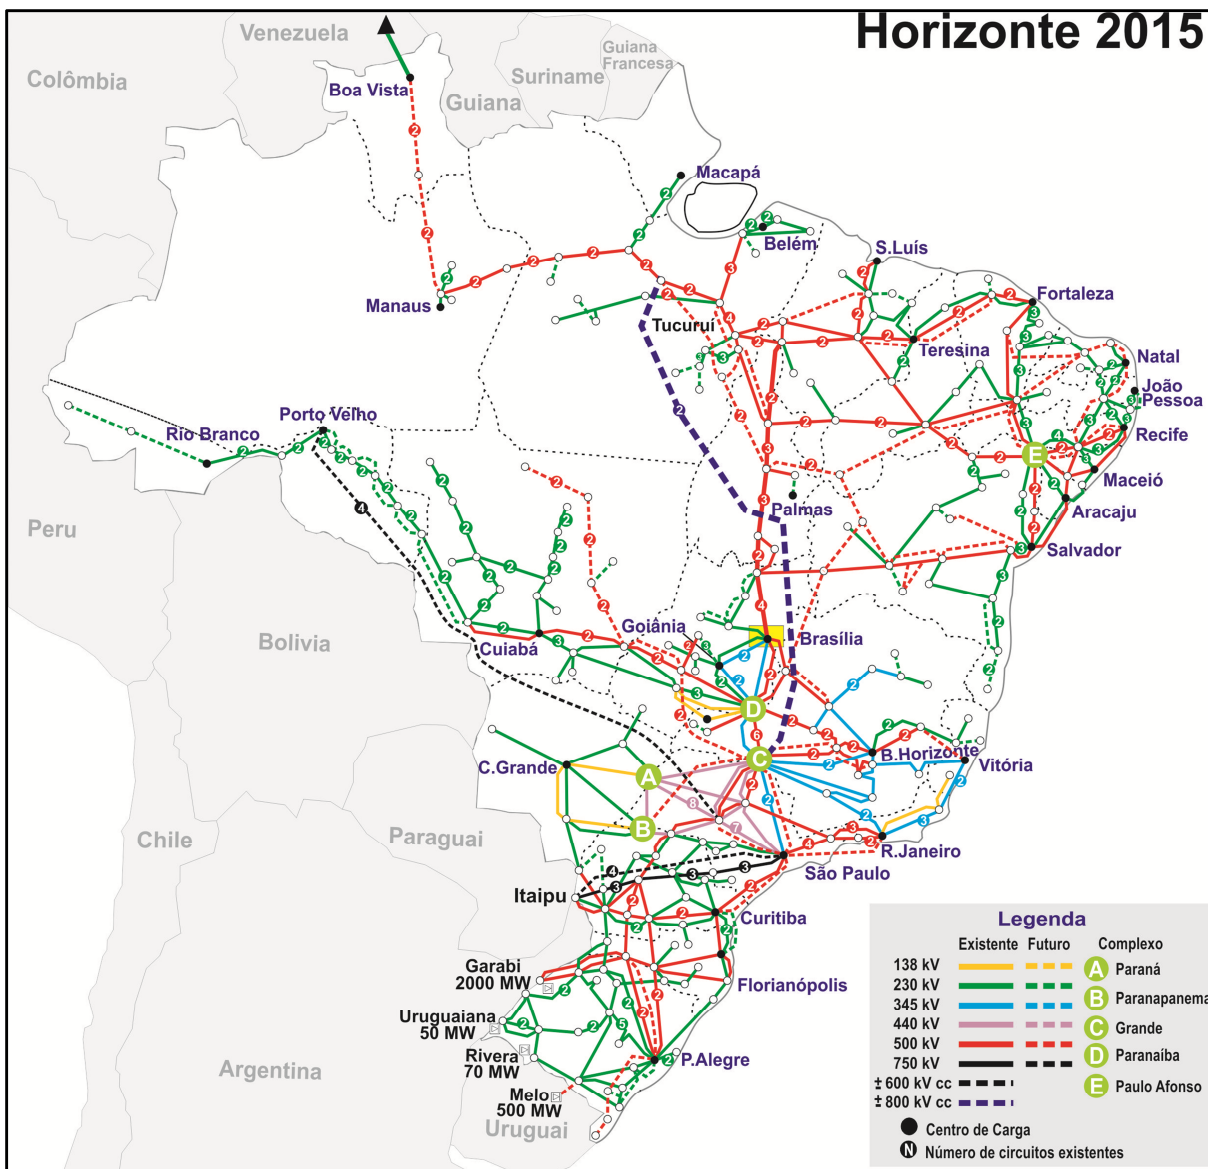 Horizonte 2015
Venezuela
Guiana
Francesa
Colômbia
Suriname
Boa Vista
Guiana
Macapá
Belém
S.Luís
Manaus
Fortaleza
Tucuruí
Teresina
Natal
João
Pessoa
Porto Velho
Rio Branco
Recife
Maceió
Palmas
Aracaju
Peru
Salvador
Goiânia
Brasília
Bolivia
Cuiabá
B.Horizonte
Vitória
C.Grande
Chile
Paraguai
R.Janeiro
São Paulo
Itaipu
Curitiba
Garabi
2000 MW
Florianópolis
Uruguaiana
50 MW
Rivera
70 MW
P.Alegre
Argentina
Melo
500 MW
Uruguai
A
B
C
D
E
Legenda
Existente Futuro Complexo
138 kV A Paraná
230 kV
345 kV B Paranapanema
440 kV C Grande
500 kV
750 kV D Paranaíba
± 600 kV cc
± 800 kV cc E Paulo Afonso
Centro de Carga
N Número de circuitos existentes